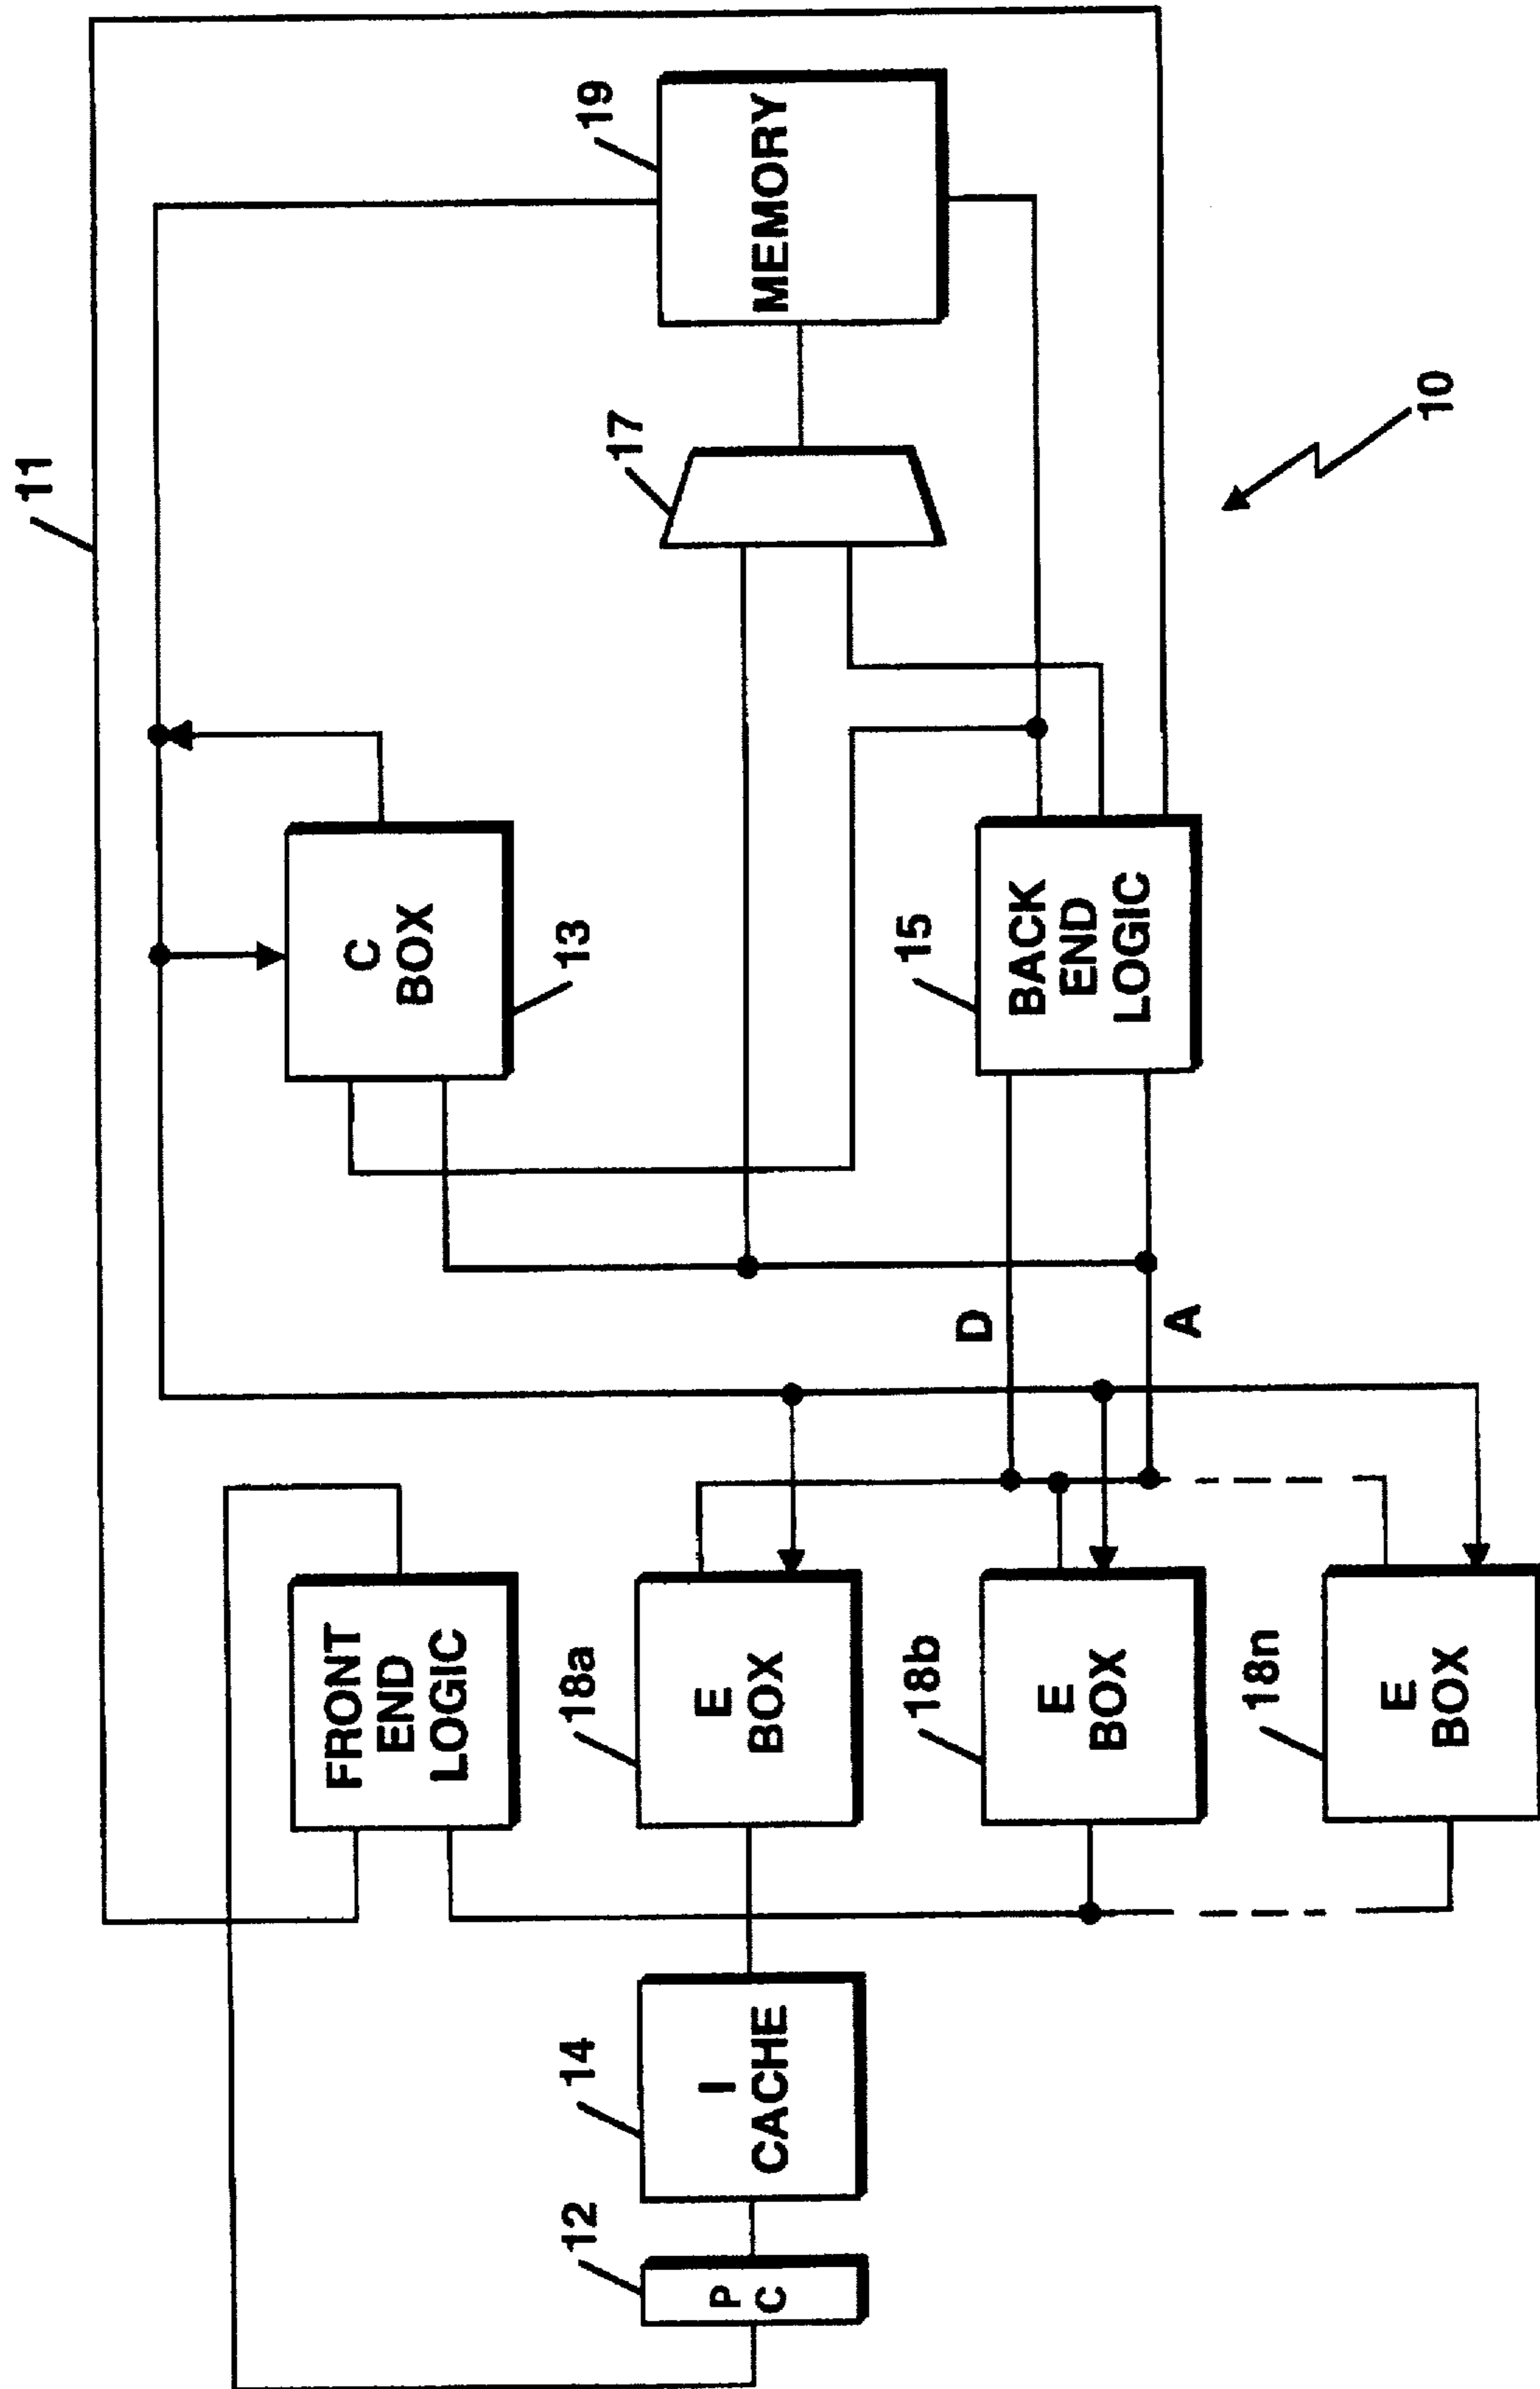 11
19
MEMORY
17
10
C
BOX
13
15
BACK
END
LOGIC
D
A
FRONT
END
LOGIC
18a
E
BOX
18b
E
BOX
18n
E
BOX
14
I
CACHE
12
P
C